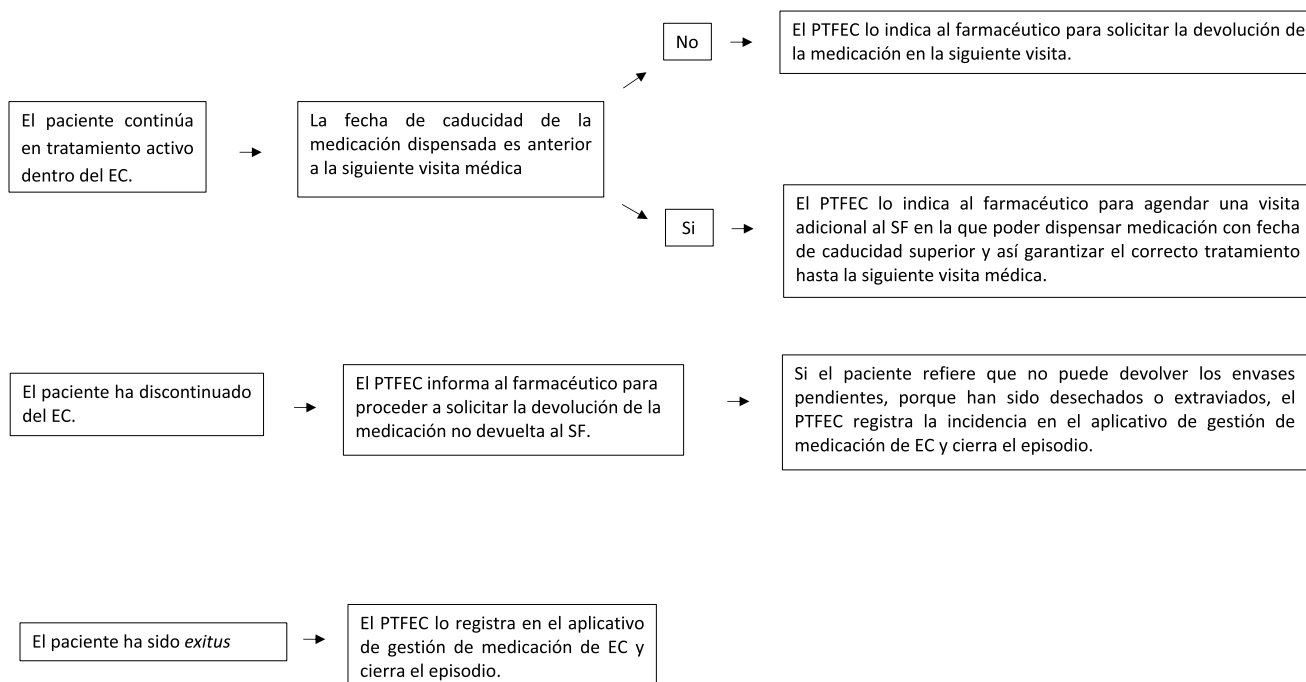 No
El PTFEC lo indica al farmacéutico para solicitar la devolución de
la medicación en la siguiente visita.
El paciente continúa
en tratamiento activo
dentro del EC.
La fecha de caducidad de la
medicación dispensada es anterior
a la siguiente visita médica
Si
El PTFEC lo indica al farmacéutico para agendar una visita
adicional al SF en la que poder dispensar medicación con fecha
de caducidad superior y así garantizar el correcto tratamiento
hasta la siguiente visita médica.
El paciente ha discontinuado
del EC.
El PTFEC informa al farmacéutico para
proceder a solicitar la devolución de la
medicación no devuelta al SF.
Si el paciente refiere que no puede devolver los envases
pendientes, porque han sido desechados o extraviados, el
PTFEC registra la incidencia en el aplicativo de gestión de
medicación de EC y cierra el episodio.
El paciente ha sido exitus
El PTFEC lo registra en el aplicativo
de gestión de medicación de EC y
cierra el episodio.